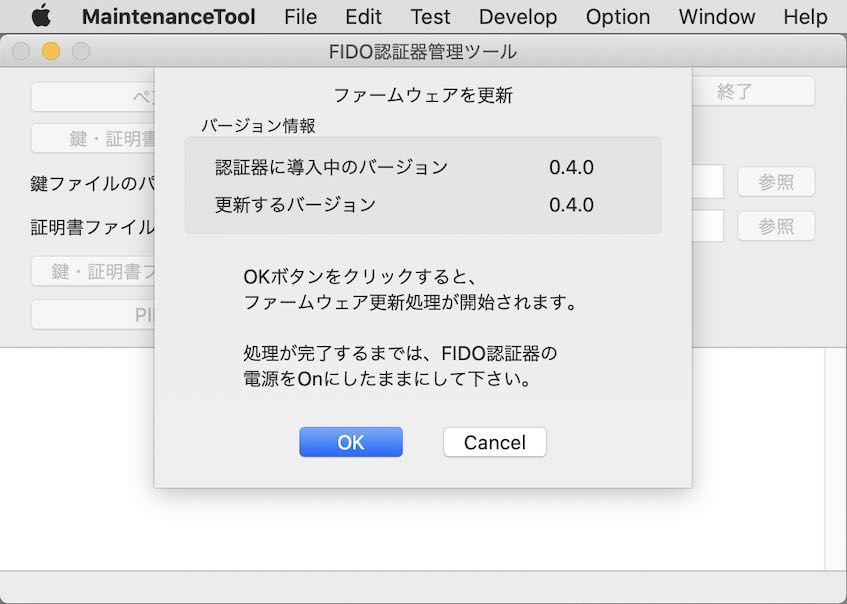 MaintenanceTool File Edit Test Develop Option Window Help
FIDO認証器管理ツール
ファームウェアを更新
終了
バージョン情報
鍵・証明書
認証器に導入中のバージョン 0.4.0
鍵ファイルのパ
参照
更新するバージョン 0.4.0
証明書ファイル
参照
鍵・証明書フ
OKボタンをクリックすると、
ファームウェア更新処理が開始されます。
PI
処理が完了するまでは、FIDO認証器の
電源をOnにしたままにして下さい。
OK Cancel